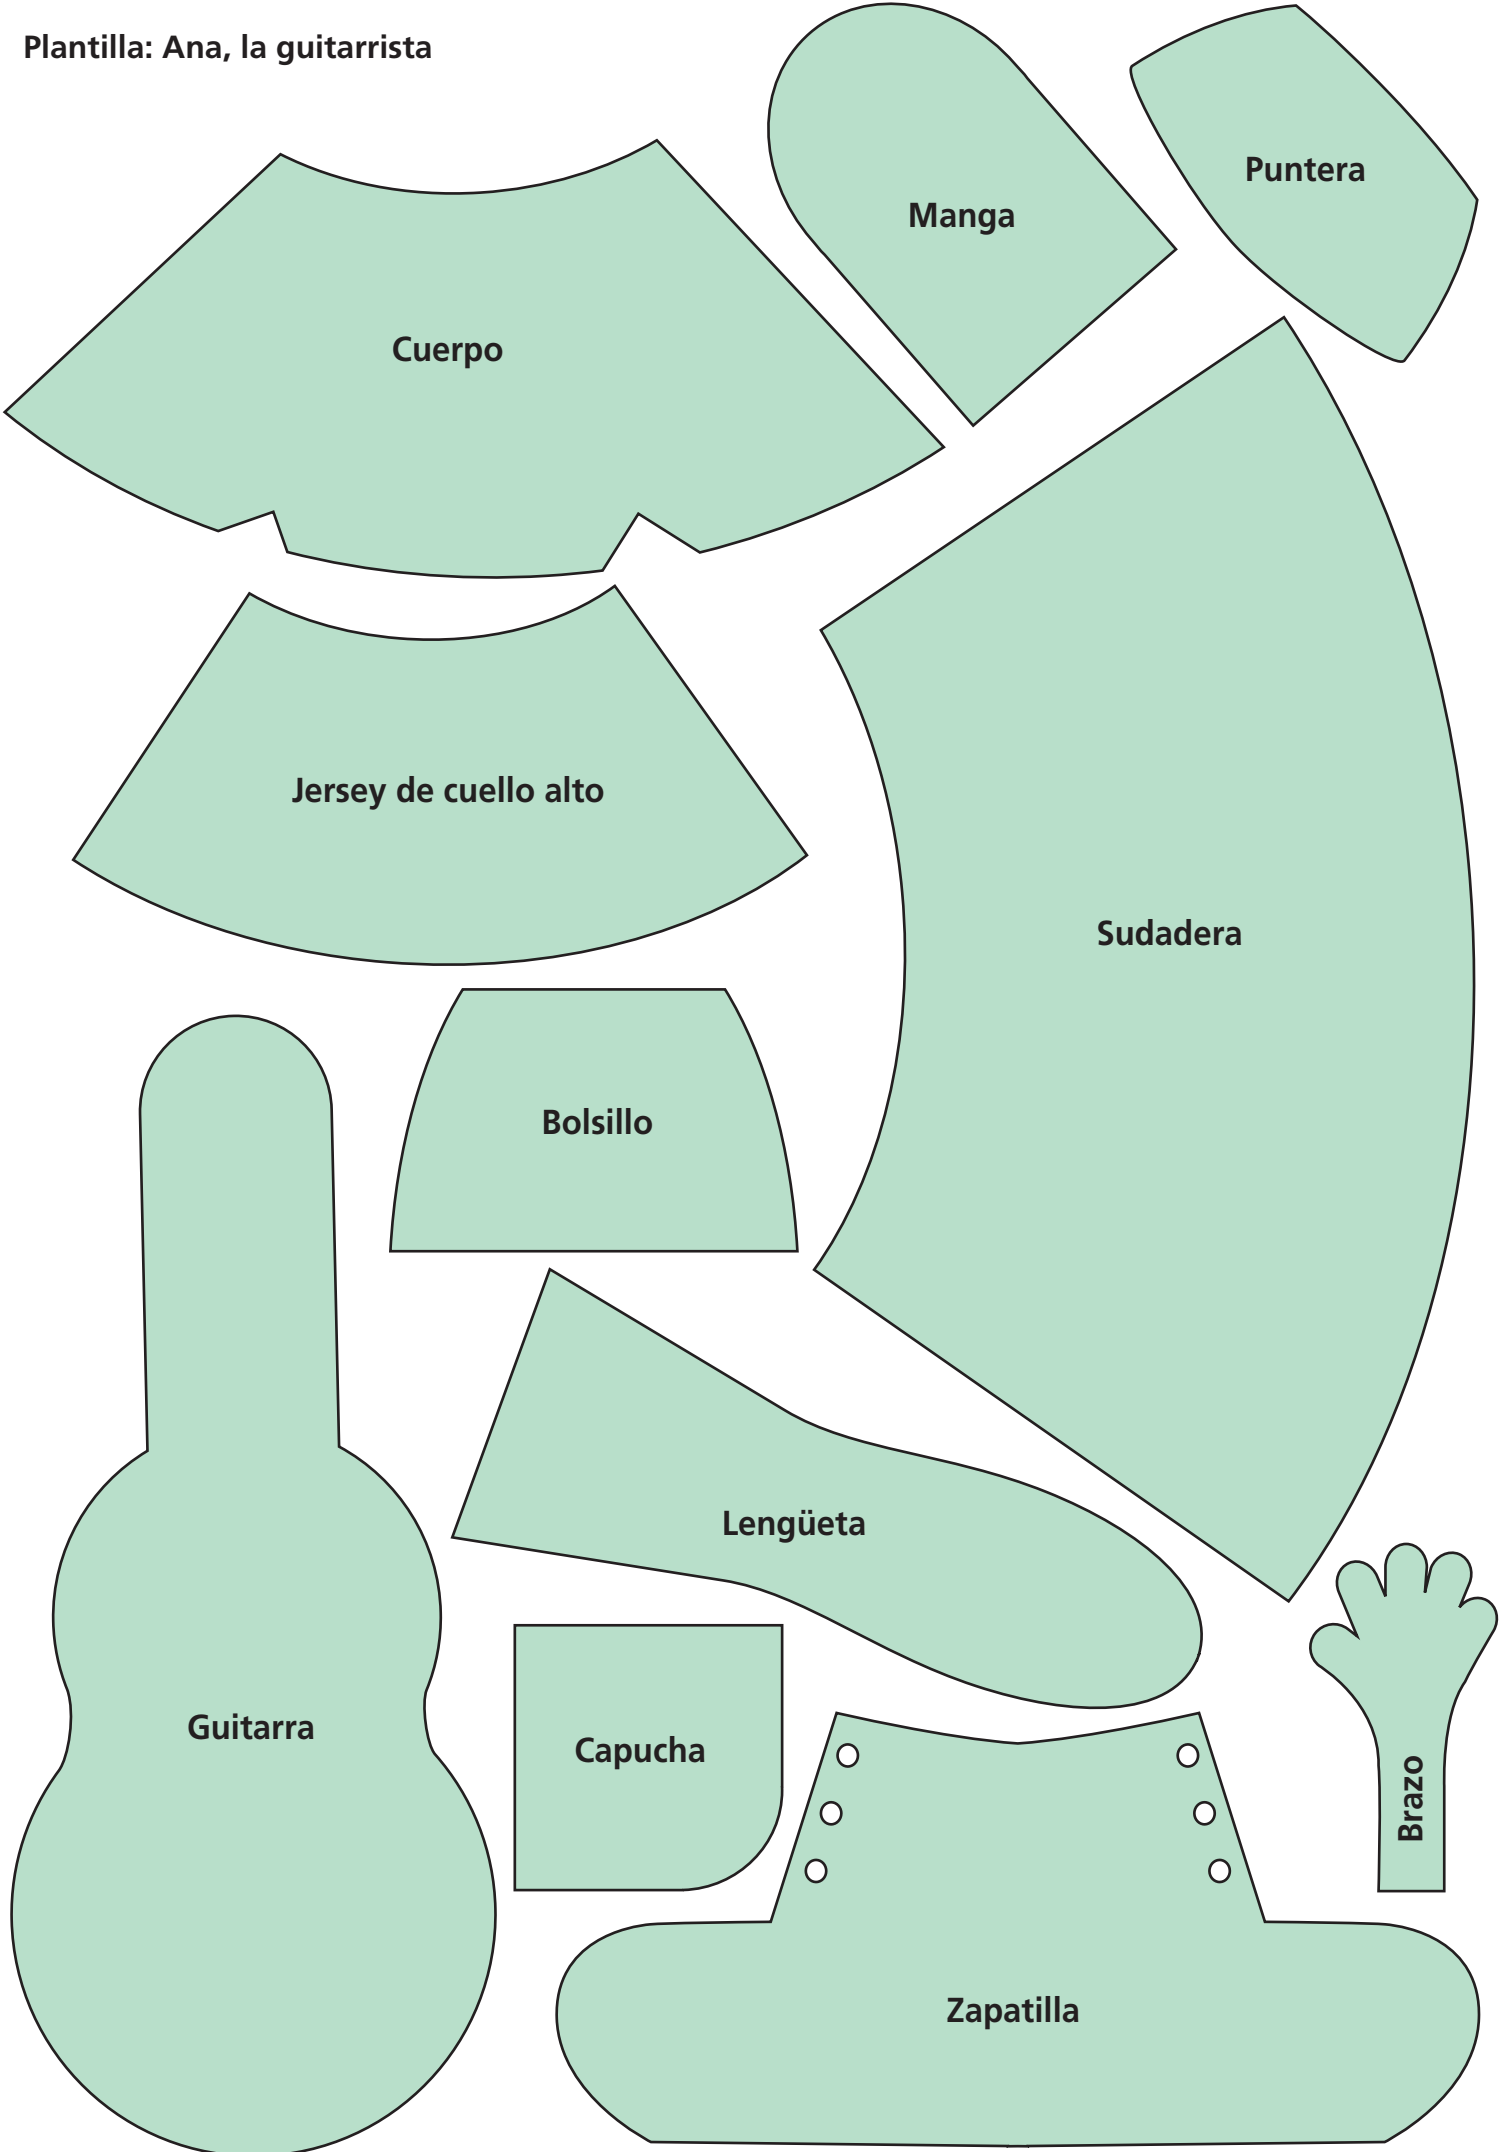 Plantilla: Ana, la guitarrista
Puntera
Manga
Cuerpo
Jersey de cuello alto
Sudadera
Bolsillo
Lengüeta
Guitarra
Capucha
Brazo
Zapatilla